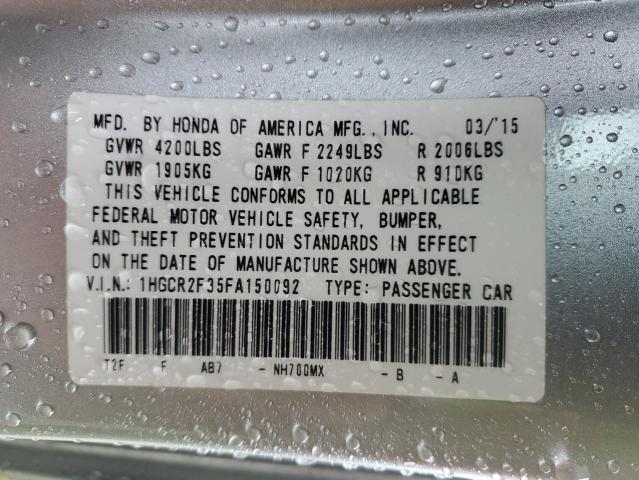 MFD. BY HONDA OF AMERICA MFG., INC. 03/'15
GVWR 4200LBS GAWR F 2249LBS R 2006LBS
GVWR 1905KG GAWR F 1020KG R 910KG
THIS VEHICLE CONFORMS TO ALL APPLICABLE
FEDERAL MOTOR VEHICLE SAFETY, BUMPER,
AND THEFT PREVENTION STANDARDS IN EFFECT
ON THE DATE OF MANUFACTURE SHOWN ABOVE.
V.I.N.: 1HGCR2F35FA150092 TYPE: PASSENGER CAR
T2F F AB7 - NH700MX - B - A